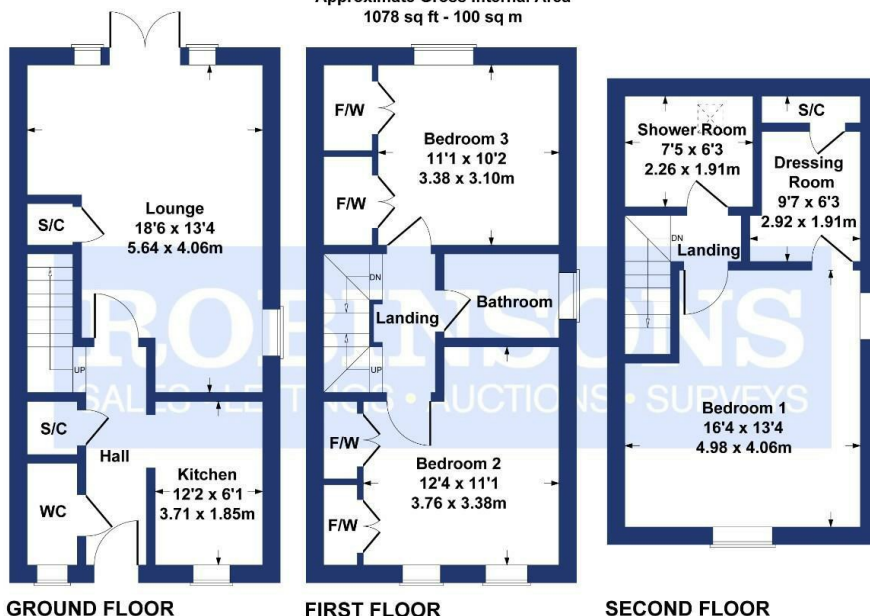 Approximate Gross Internal Area
1078 sq ft - 100 sq m
ROBINSONS
SALES • LETTINGS • AUCTIONS • SURVEYS
Lounge
18'6 x 13'4
5.64 x 4.06m
S/C
UP
S/C
Hall
WC
Kitchen
12'2 x 6'1
3.71 x 1.85m
GROUND FLOOR
F/W
F/W
Bedroom 3
11'1 x 10'2
3.38 x 3.10m
DN
Landing
Bathroom
UP
F/W
F/W
Bedroom 2
12'4 x 11'1
3.76 x 3.38m
FIRST FLOOR
Shower Room
7'5 x 6'3
2.26 x 1.91m
S/C
Dressing
Room
9'7 x 6'3
2.92 x 1.91m
DN
Landing
Bedroom 1
16'4 x 13'4
4.98 x 4.06m
SECOND FLOOR